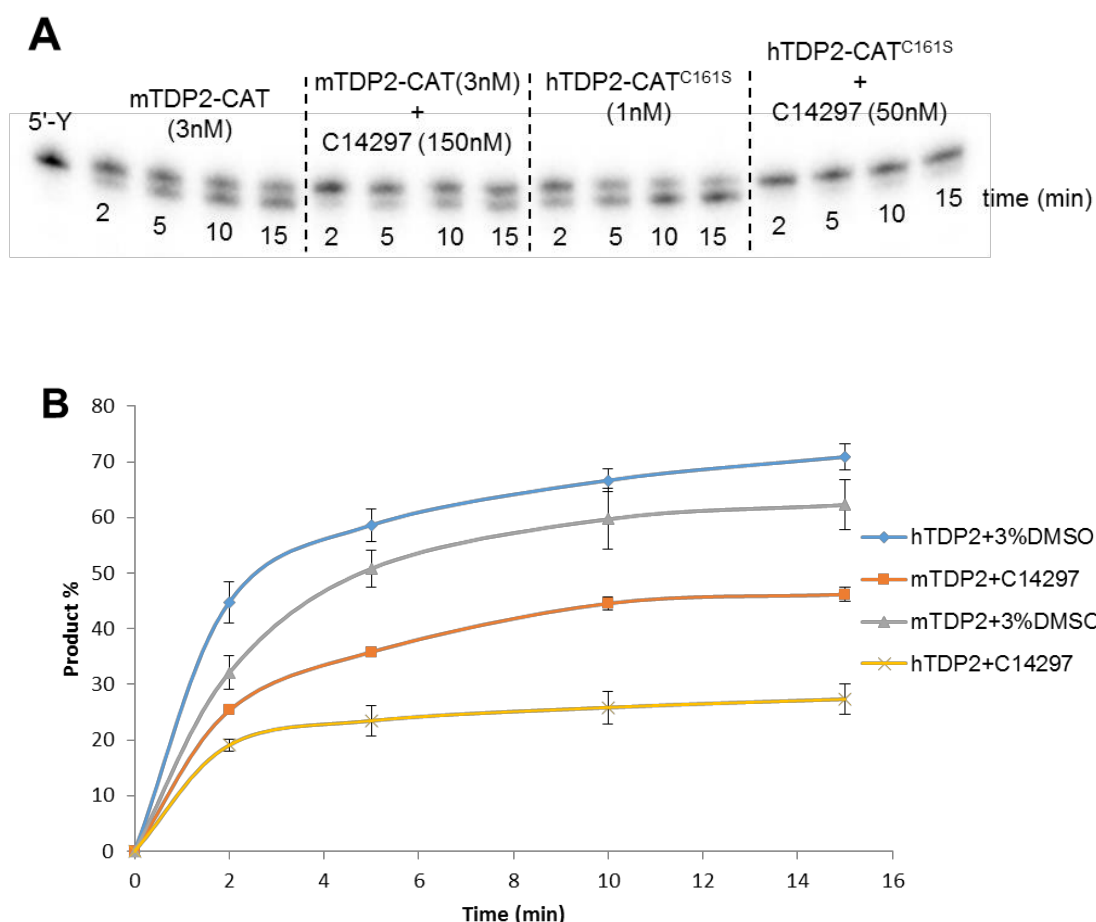 A
5'-Y
mTDP2-CAT
(3nM)
mTDP2-CAT(3nM)
+
C14297 (150nM)
hTDP2-CATC161S
(1nM)
hTDP2-CATC161S
+
C14297 (50nM)
2 5 10 15 2 5 10 15 2 5 10 15 2 5 10 15 time (min)
B
80
70
60
50
40
30
20
10
0
Product %
0 2 4 6 8 10 12 14 16
Time (min)
hTDP2+3%DMSO
mTDP2+C14297
mTDP2+3%DMSO
hTDP2+C14297